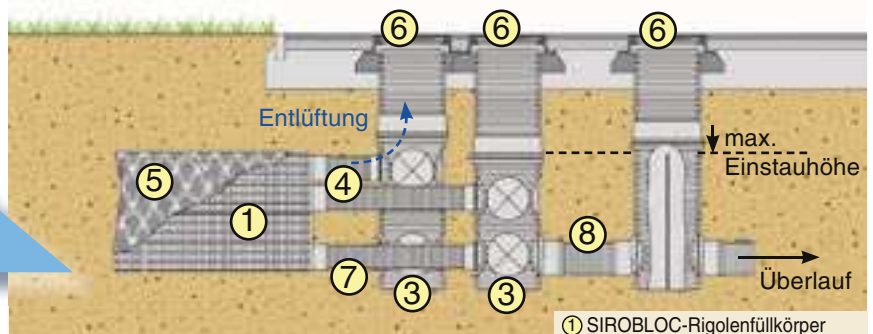 6 6 6
Entlüftung
max.
Einstauhöhe
5
4
1
8
7
3 3
Überlauf
1 SIROBLOC-Rigolenfüllkörper